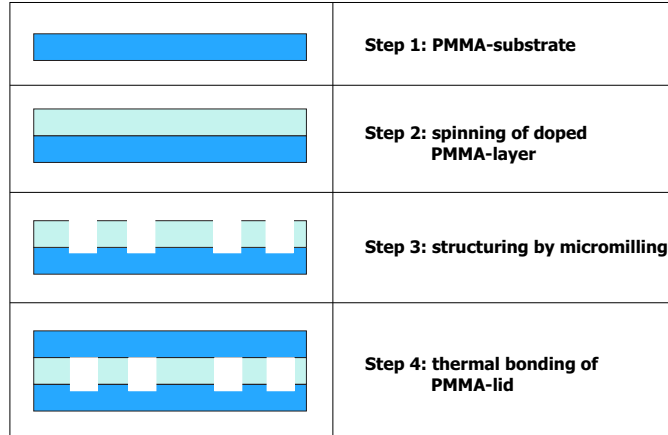 Step 1: PMMA-substrate
Step 2: spinning of doped
PMMA-layer
Step 3: structuring by micromilling
Step 4: thermal bonding of
PMMA-lid